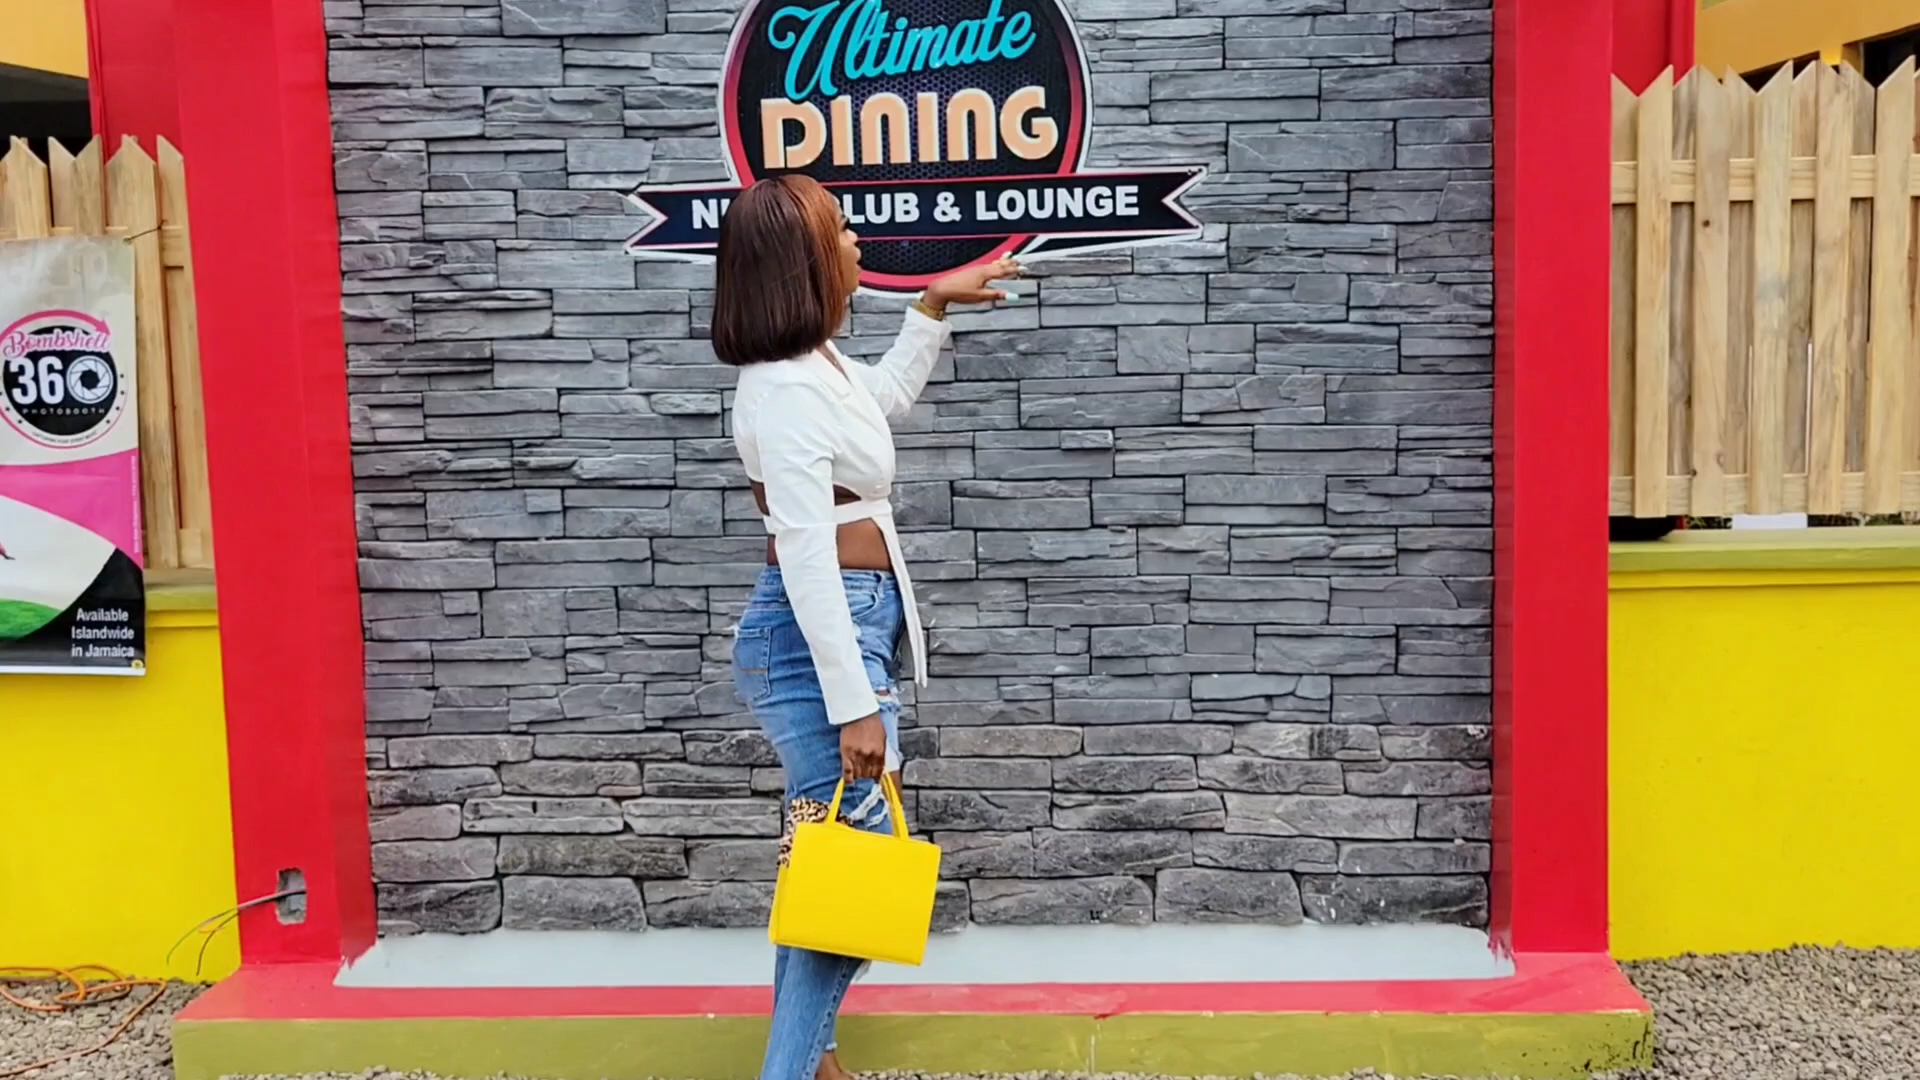 Ultimate
DINING
CLUB & LOUNGE
Bombshell
360
PHOTOBOOTH
Available
Islandwide
in Jamaica